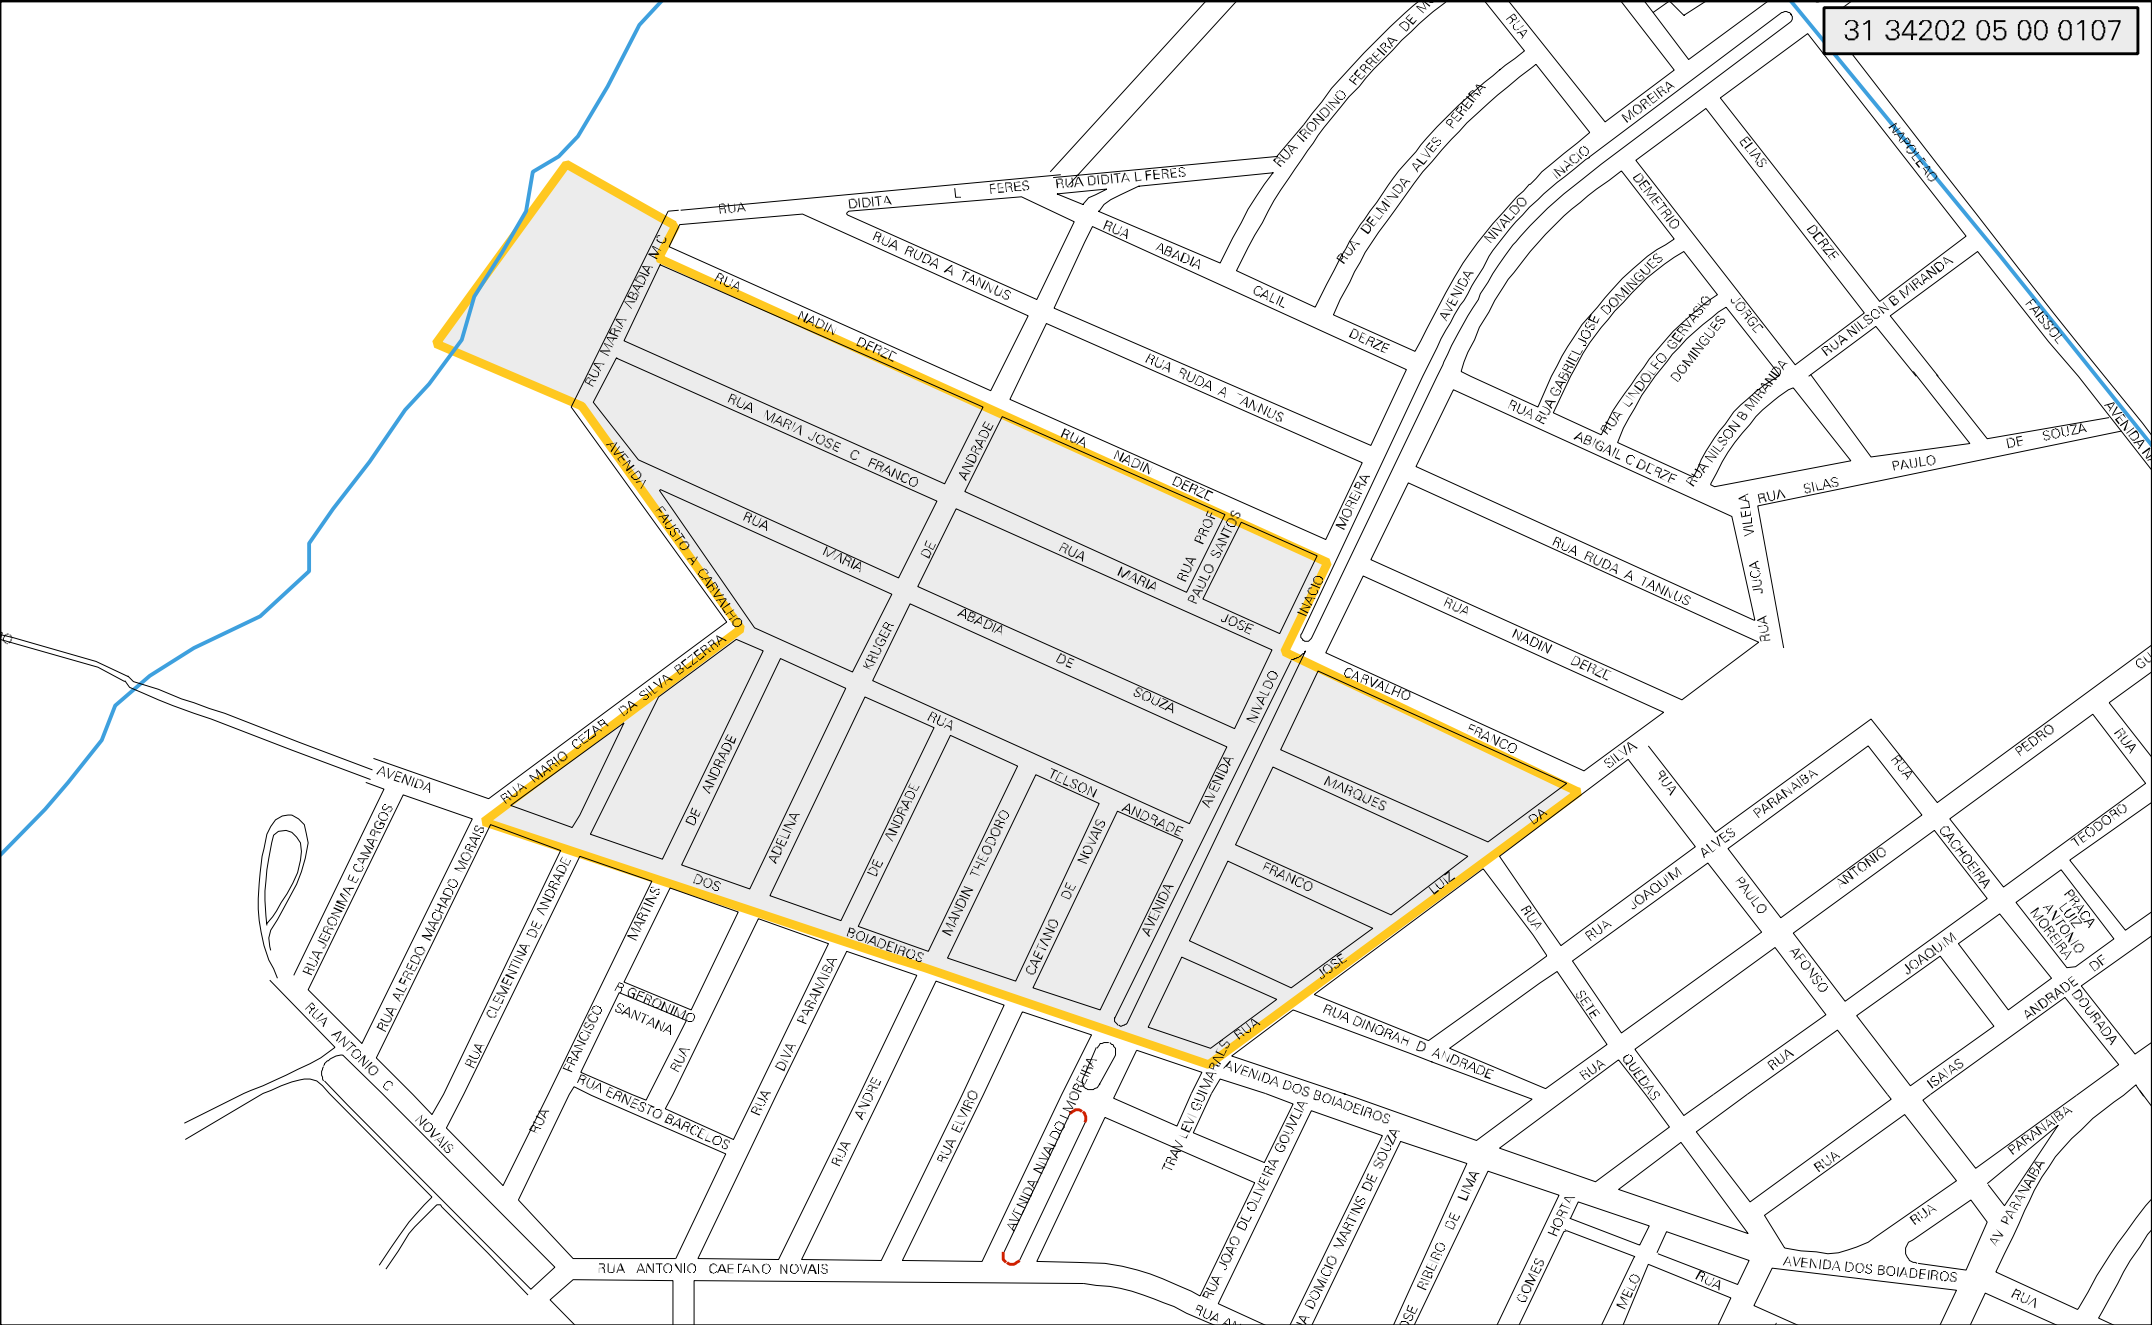 31 34202 05 00 0107
RUA
RUA IRONDINO FERREIRA DE M
RUA DELMINDA ALVES PEREIRA
AVENIDA NIVALDO INACIO MOREIRA
NAPOLEAO
FAISSOL
AVENIDA NA
ELIAS
DERZE
DEMETRIO
JORGE
RUA DIDITA L FERES
RUA DIDITA L FERES
RUA RUDA A TANNUS
RUA ABADIA CALIL DERZE
RUA GABRIEL JOSE DOMINGUES
RUA LINDOLFO GERVASIO
DOMINGUES
RUA NILSON B MIRANDA
RUA NILSON B MIRANDA
RUA ABIGAIL C DERZE
RUA SILAS PAULO DE SOUZA
RUA JUCA VILELA
RUA MARIA ABADIA M C
RUA NADIN DERZE
RUA RUDA A TANNUS
RUA NADIN DERZE
RUA MARIA JOSE C FRANCO
ANDRADE
DE
KRUGER
ADELINA
MOREIRA
INACIO
NIVALDO
AVENIDA
RUA PROF
PAULO SANTOS
RUA MARIA JOSE
CARVALHO FRANCO
RUA RUDA A TANNUS
RUA NADIN DERZE
AVENIDA FAUSTO A CARVALHO
RUA MARIA ABADIA DE SOUZA
RUA MARIO CEZAR DA SILVA BEZERRA
RUA TELSON ANDRADE
MARQUES
FRANCO
RUA JOSE LUIZ DA SILVA
AVENIDA DOS BOIADEIROS
DE ANDRADE
DE ANDRADE
MANDIN THEODORO
CAETANO DE NOVAIS
AVENIDA
RUA JERONIMA E CAMARGOS
RUA ALFREDO MACHADO MORAIS
RUA CLEMENTINA DE ANDRADE
RUA FRANCISCO MARTINS
R GERONIMO
SANTANA
RUA
RUA ERNESTO BARCELOS
RUA DIVA PARANAIBA
RUA ANDRE
RUA ELVIRO
AVENIDA NIVALDO I MOREIRA
TRAV LEVI GUIMARAES
AVENIDA DOS BOIADEIROS
RUA DINORAH D ANDRADE
RUA JOAO DE OLIVEIRA GOUVEIA
DOMICIO MARTINS DE SOUZA
OSE RIBEIRO DE LIMA
GOMES HORTA
MELO
RUA
RUA ANTONIO C NOVAIS
RUA ANTONIO CAETANO NOVAIS
RUA AN
RUA SETE QUEDAS
RUA PAULO AFONSO
RUA CACHOEIRA DOURADA
RUA
RUA JOAQUIM ALVES PARANAIBA
RUA
ANTONIO
PEDRO
GU
TEODORO
PRACA
LUIZ
ANTONIO
MOREIRA
RUA JOAQUIM
ANDRADE
DE
RUA ISAIAS
PARANAIBA
RUA
AV PARANAIBA
AVENIDA DOS BOIADEIROS
RUA